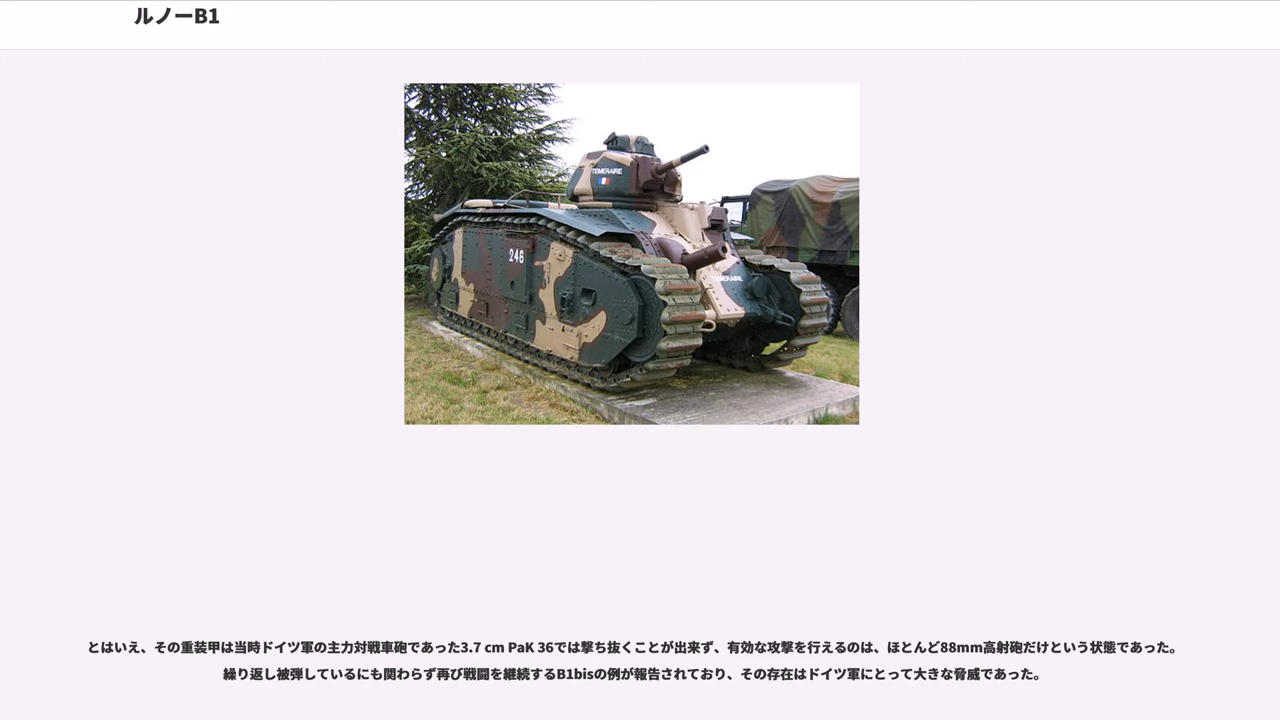 ルノーB1
TEMERAIRE
246
TEMERAIRE
とはいえ、その重装甲は当時ドイツ軍の主力対戦車砲であった3.7 cm PaK 36では撃ち抜くことが出来ず、有効な攻撃を行えるのは、ほとんど88mm高射砲だけという状態であった。
繰り返し被弾しているにも関わらず再び戦闘を継続するB1bisの例が報告されており、その存在はドイツ軍にとって大きな脅威であった。